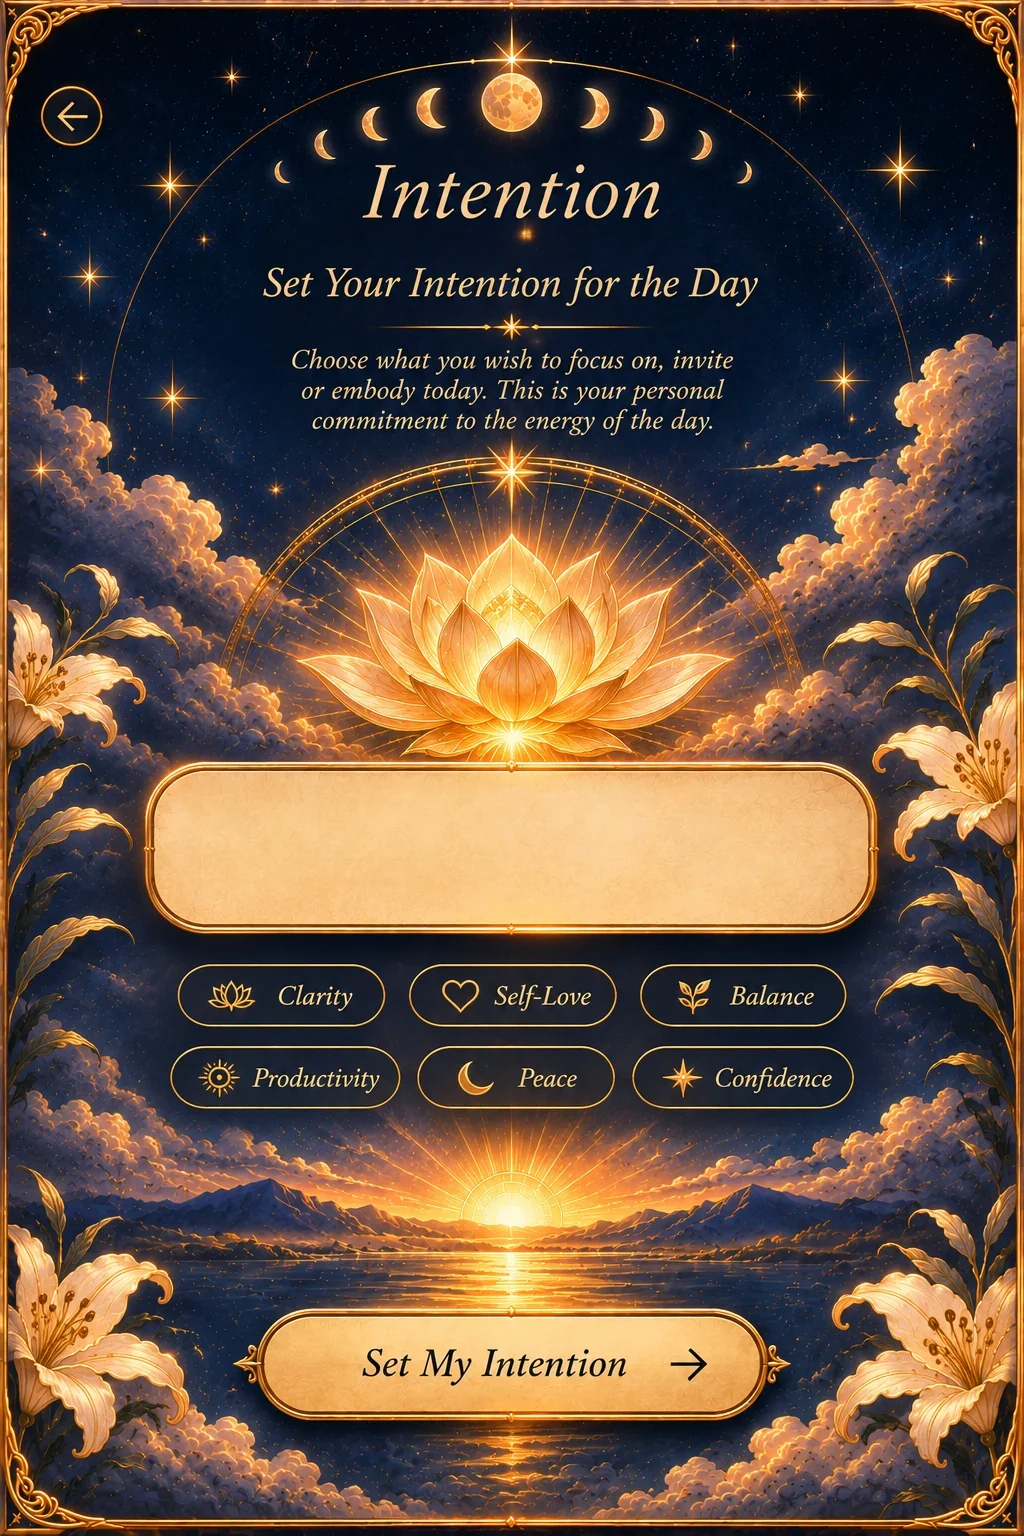 Intention
Set Your Intention for the Day
Choose what you wish to focus on, invite
or embody today. This is your personal
commitment to the energy of the day.
Clarity
Self-Love
Balance
Productivity
Peace
Confidence
Set My Intention